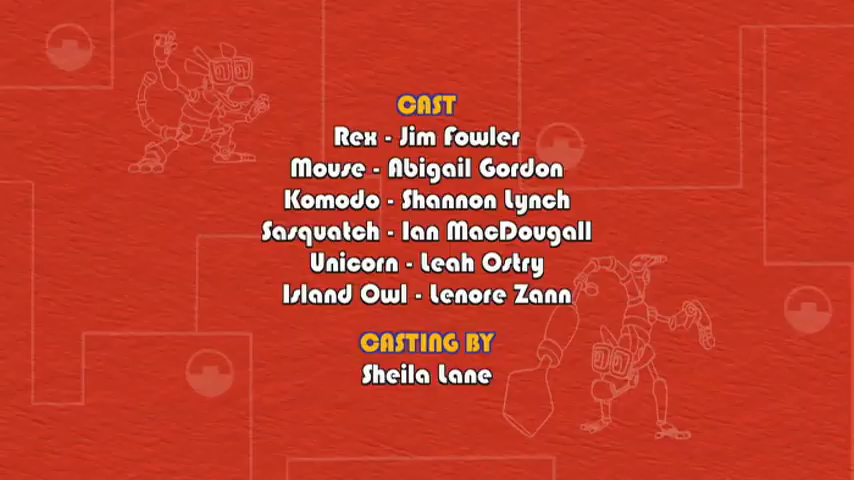 CAST
Rex - Jim Fowler
Mouse - Abigail Gordon
Komodo - Shannon Lynch
Sasquatch - Ian MacDougall
Unicorn - Leah Ostry
Island Owl - Lenore Zann
CASTING BY
Sheila Lane